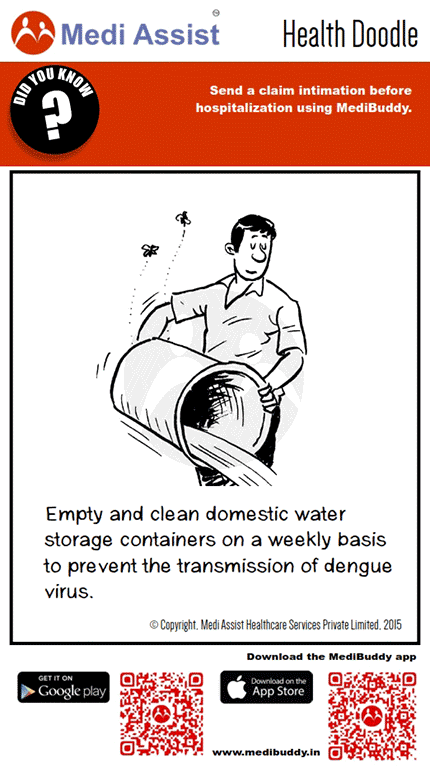 Medi Assist
Health Doodle
DID YOU KNOW
?
Send a claim intimation before
hospitalization using MediBuddy.
Empty and clean domestic water
storage containers on a weekly basis
to prevent the transmission of dengue
virus.
© Copyright, Medi Assist Healthcare Services Private Limited, 2015
Download the MediBuddy app
GET IT ON
Google play
Download on the
App Store
www.medibuddy.in